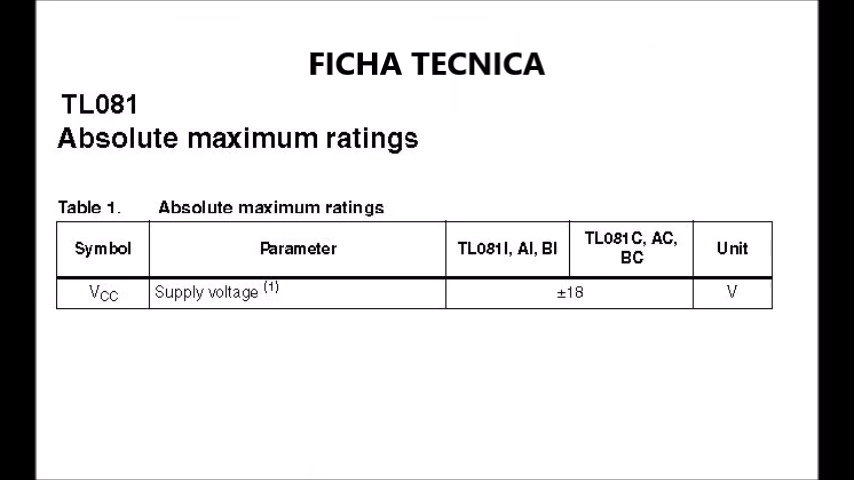 FICHA TECNICA
TL081
Absolute maximum ratings
Table 1. Absolute maximum ratings
Symbol Parameter TL081I, AI, BI TL081C, AC, BC Unit
VCC Supply voltage (1) ±18 V